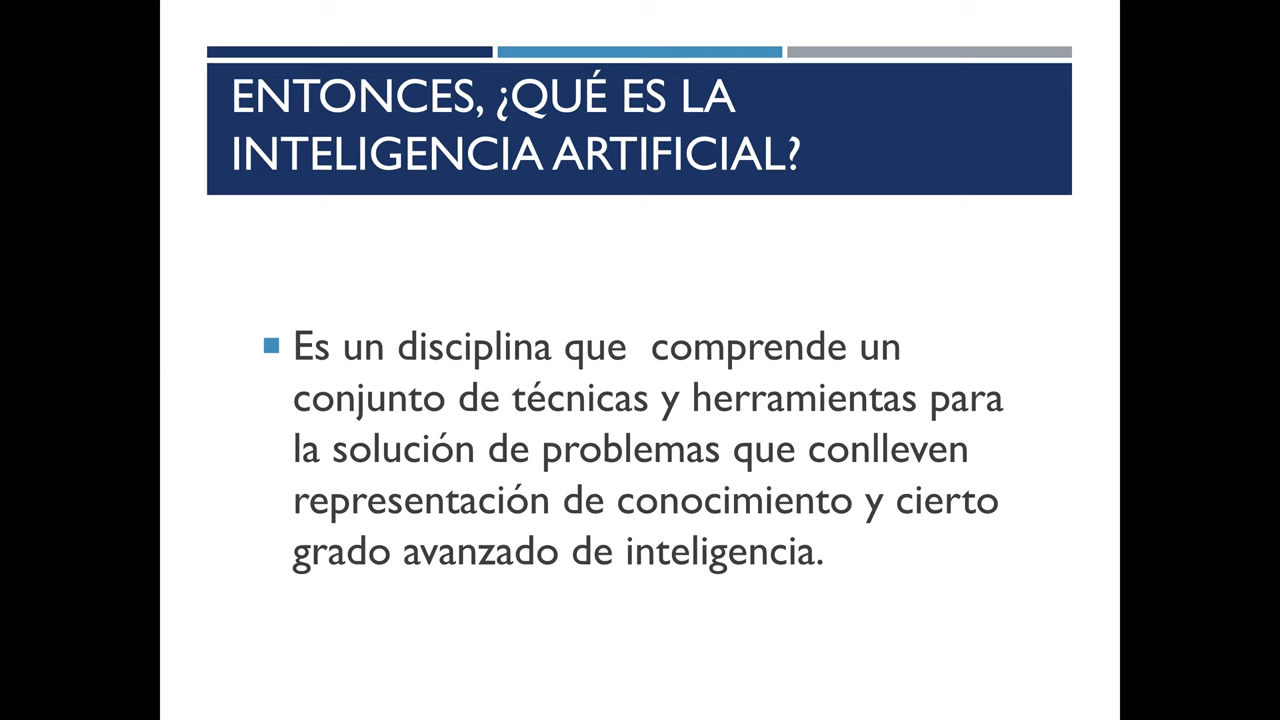 ENTONCES, ¿QUÉ ES LA
INTELIGENCIA ARTIFICIAL?
Es un disciplina que comprende un
conjunto de técnicas y herramientas para
la solución de problemas que conlleven
representación de conocimiento y cierto
grado avanzado de inteligencia.